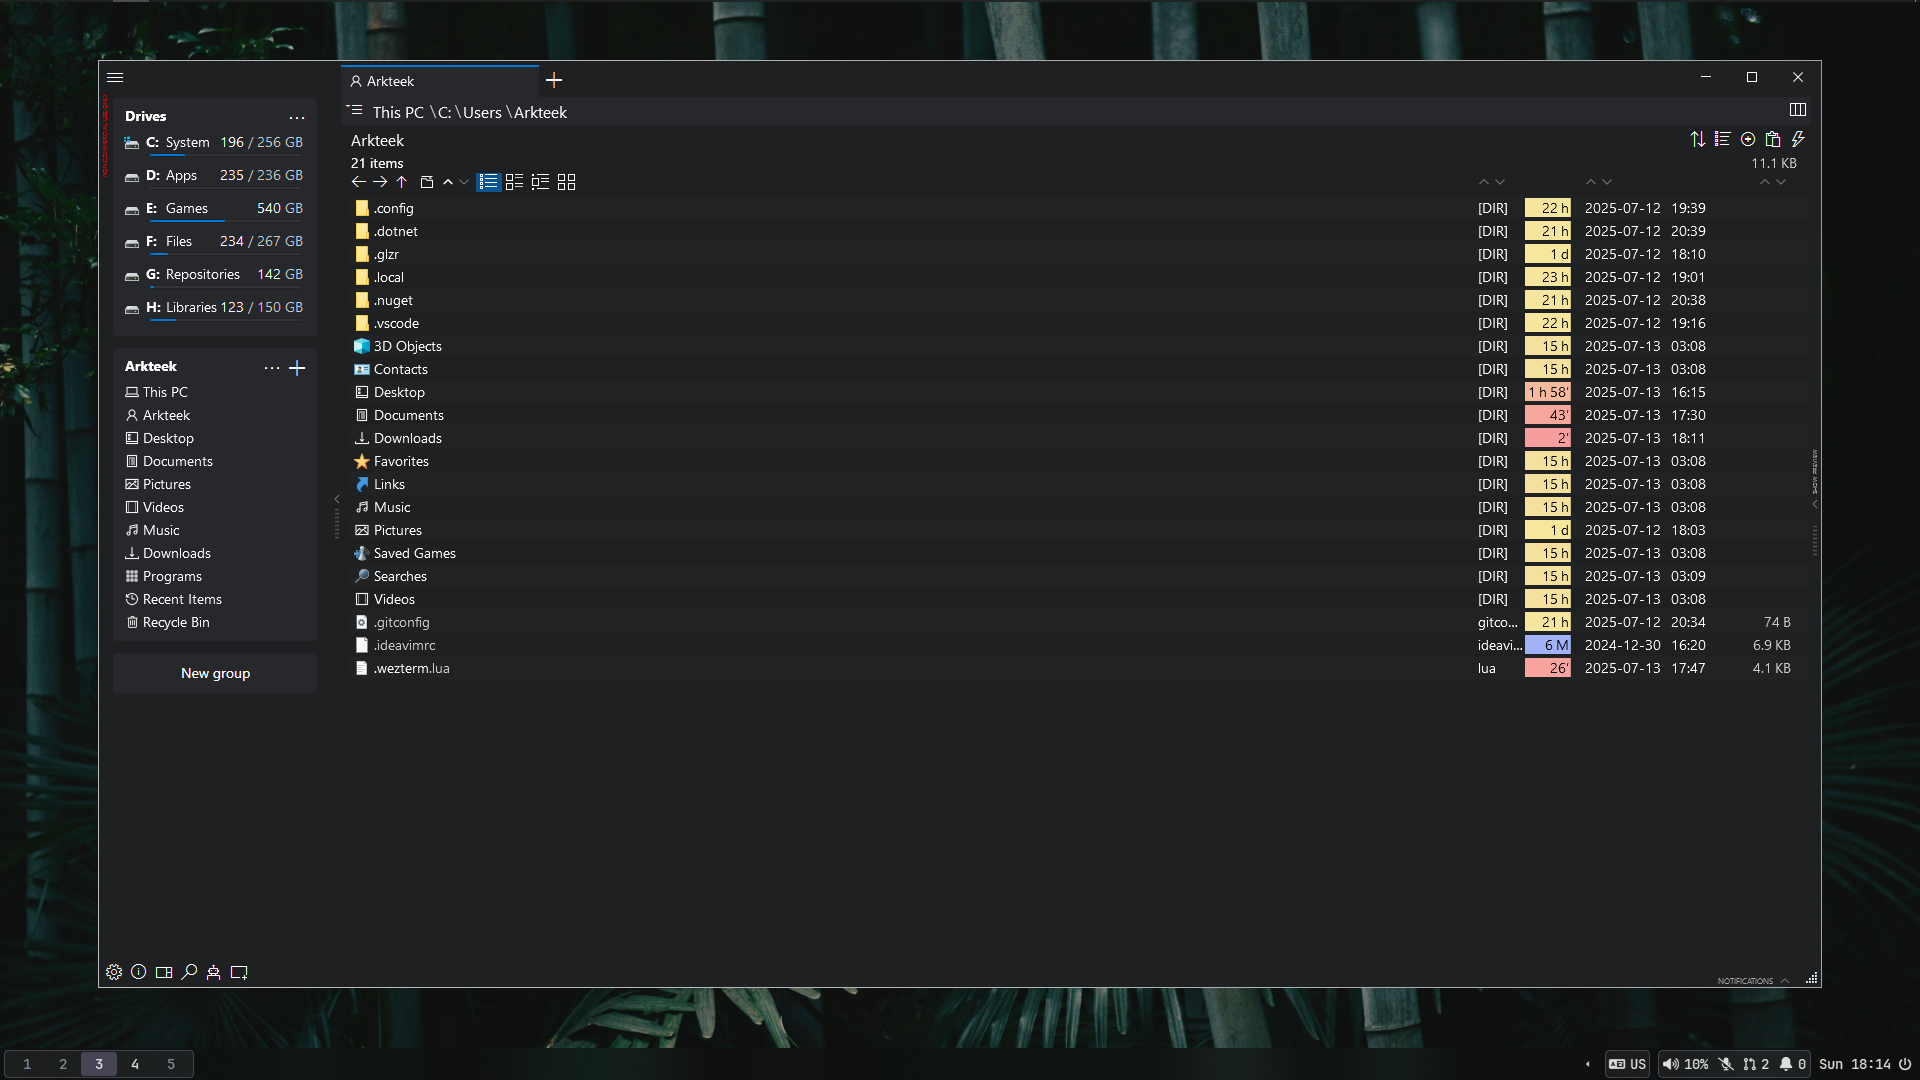 Arkteek
This PC \ C: \ Users \ Arkteek
Arkteek
21 items
11.1 KB
NONCOMMERCIAL USE ONLY
Drives ...
C: System 196 / 256 GB
D: Apps 235 / 236 GB
E: Games 540 GB
F: Files 234 / 267 GB
G: Repositories 142 GB
H: Libraries 123 / 150 GB
Arkteek ...
This PC
Arkteek
Desktop
Documents
Pictures
Videos
Music
Downloads
Programs
Recent Items
Recycle Bin
New group
.config [DIR] 22 h 2025-07-12 19:39
.dotnet [DIR] 21 h 2025-07-12 20:39
.glzr [DIR] 1 d 2025-07-12 18:10
.local [DIR] 23 h 2025-07-12 19:01
.nuget [DIR] 21 h 2025-07-12 20:38
.vscode [DIR] 22 h 2025-07-12 19:16
3D Objects [DIR] 15 h 2025-07-13 03:08
Contacts [DIR] 15 h 2025-07-13 03:08
Desktop [DIR] 1 h 58' 2025-07-13 16:15
Documents [DIR] 43' 2025-07-13 17:30
Downloads [DIR] 2' 2025-07-13 18:11
Favorites [DIR] 15 h 2025-07-13 03:08
Links [DIR] 15 h 2025-07-13 03:08
Music [DIR] 15 h 2025-07-13 03:08
Pictures [DIR] 1 d 2025-07-12 18:03
Saved Games [DIR] 15 h 2025-07-13 03:08
Searches [DIR] 15 h 2025-07-13 03:09
Videos [DIR] 15 h 2025-07-13 03:08
.gitconfig gitco... 21 h 2025-07-12 20:34 74 B
.ideavimrc ideavi... 6 M 2024-12-30 16:20 6.9 KB
.wezterm.lua lua 26' 2025-07-13 17:47 4.1 KB
SHOW PREVIEW
NOTIFICATIONS
1 2 3 4 5
US 10% 2 0 Sun 18:14